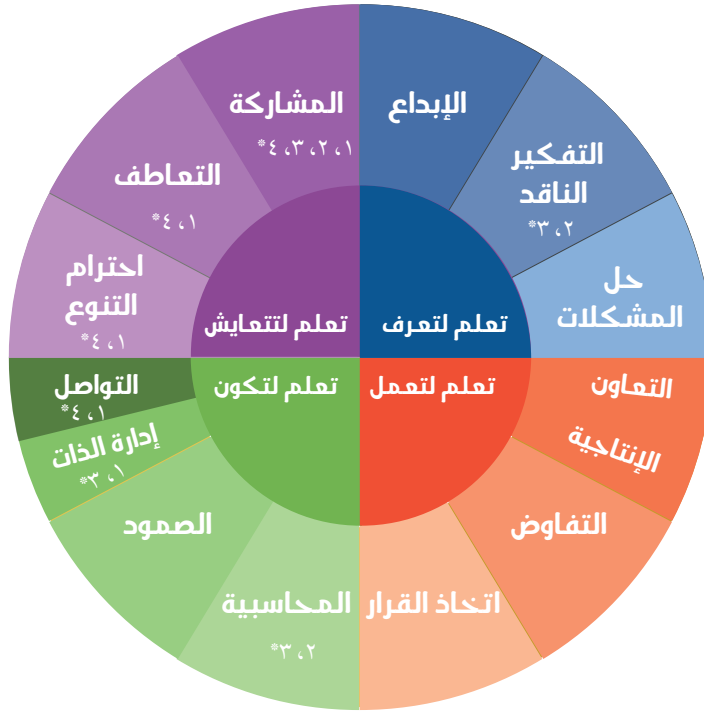 الإبداع
التفكير
الناقد
٢، ٣*
حل
المشكلات
تعلم لتعرف
المشاركة
١، ٢، ٣، ٤*
التعاطف
١، ٤*
احترام
التنوع
١، ٤*
تعلم لتتعايش
التعاون
الإنتاجية
التفاوض
اتخاذ القرار
تعلم لتعمل
تعلم لتكون
التواصل
١، ٤*
إدارة الذات
١، ٣*
الصمود
المحاسبية
٢، ٣*